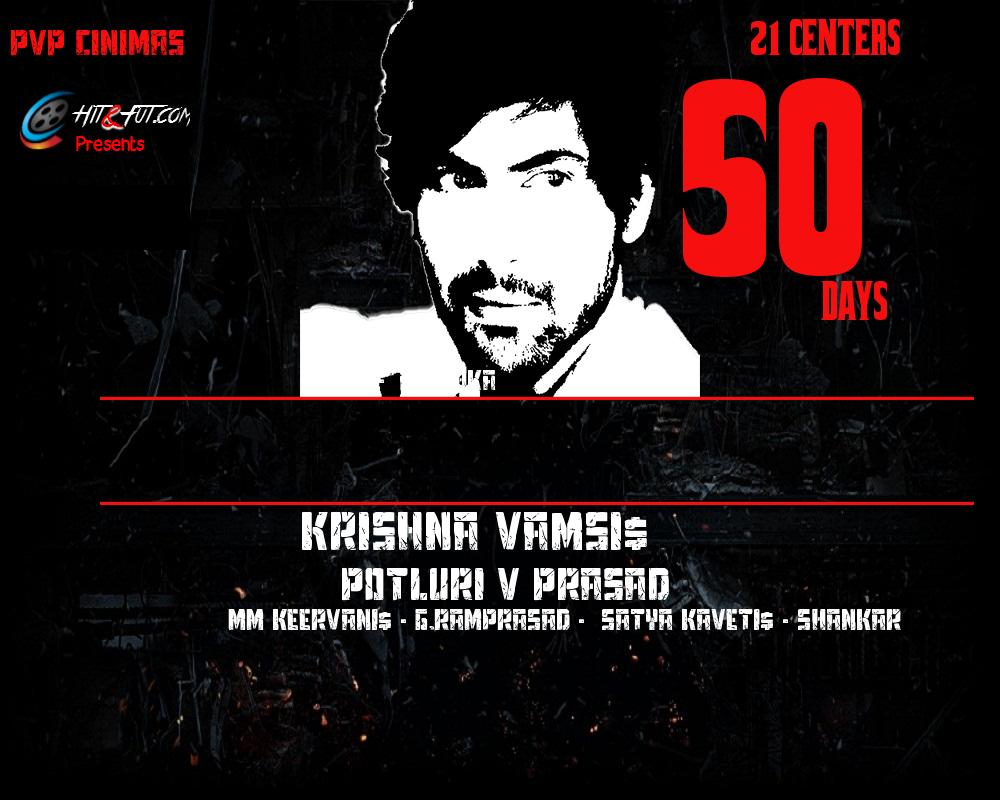 PVP CINIMAS
21 CENTERS
50
DAYS
HIT&FUT.COM
Presents
KRISHNA VAMSI$
POTLURI V PRASAD
MM KEERVANI$ - G.RAMPRASAD - SATYA KAVETI$ - SHANKAR